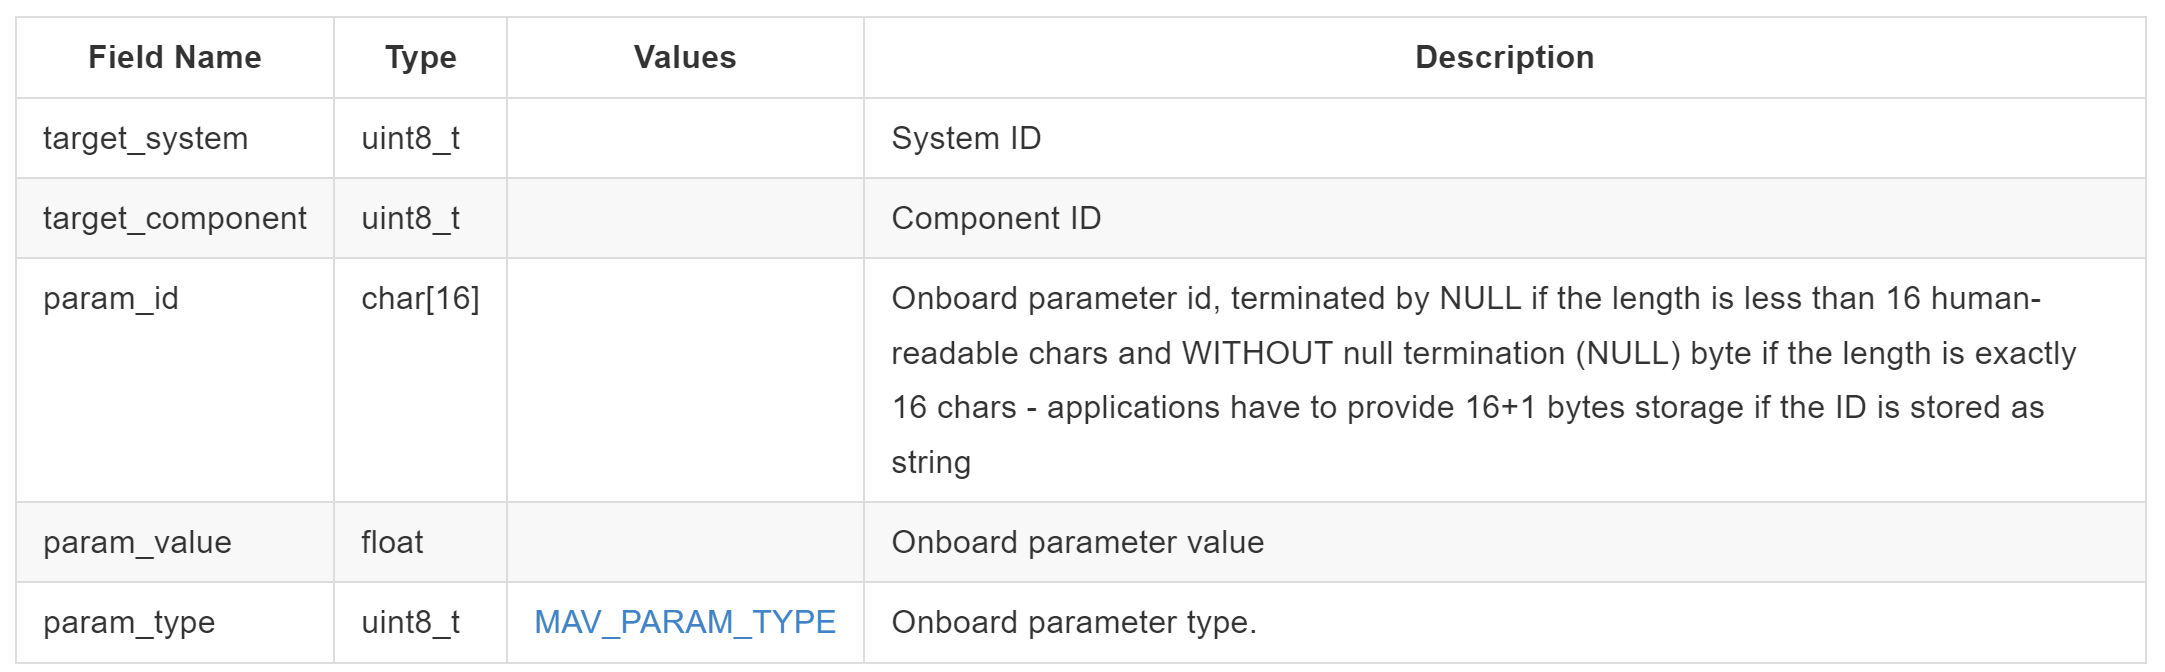 Field Name Type Values Description
target_system uint8_t System ID
target_component uint8_t Component ID
param_id char[16] Onboard parameter id, terminated by NULL if the length is less than 16 human-
readable chars and WITHOUT null termination (NULL) byte if the length is exactly
16 chars - applications have to provide 16+1 bytes storage if the ID is stored as
string
param_value float Onboard parameter value
param_type uint8_t MAV_PARAM_TYPE Onboard parameter type.